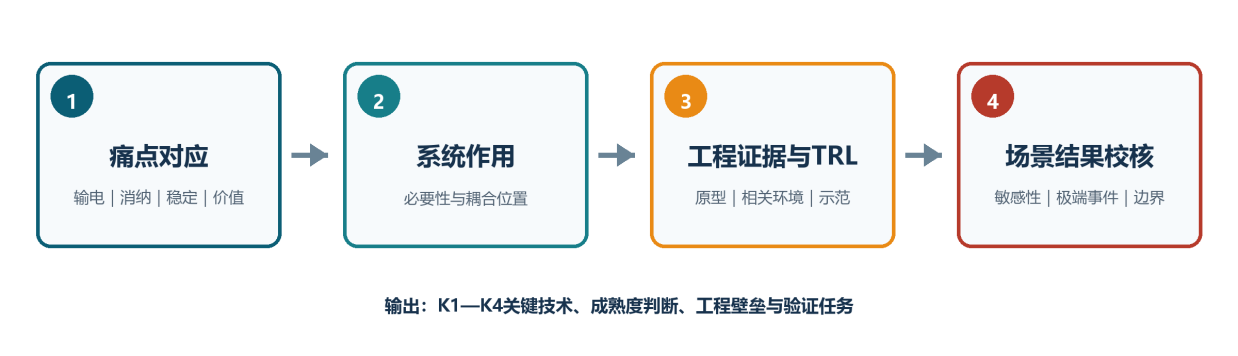 1
痛点对应
输电 | 消纳 | 稳定 | 价值
2
系统作用
必要性与耦合位置
3
工程证据与TRL
原型 | 相关环境 | 示范
4
场景结果校核
敏感性 | 极端事件 | 边界
输出：K1—K4关键技术、成熟度判断、工程壁垒与验证任务